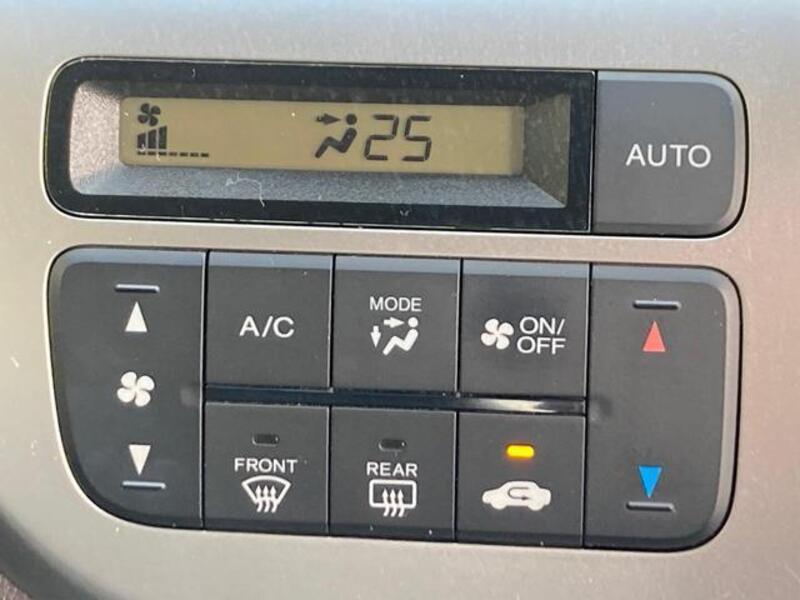 25
AUTO
A/C
MODE
ON/
OFF
FRONT
REAR